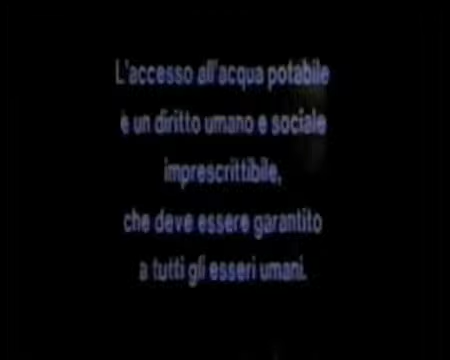 L'accesso all'acqua potabile
è un diritto umano e sociale
imprescrittibile,
che deve essere garantito
a tutti gli esseri umani.